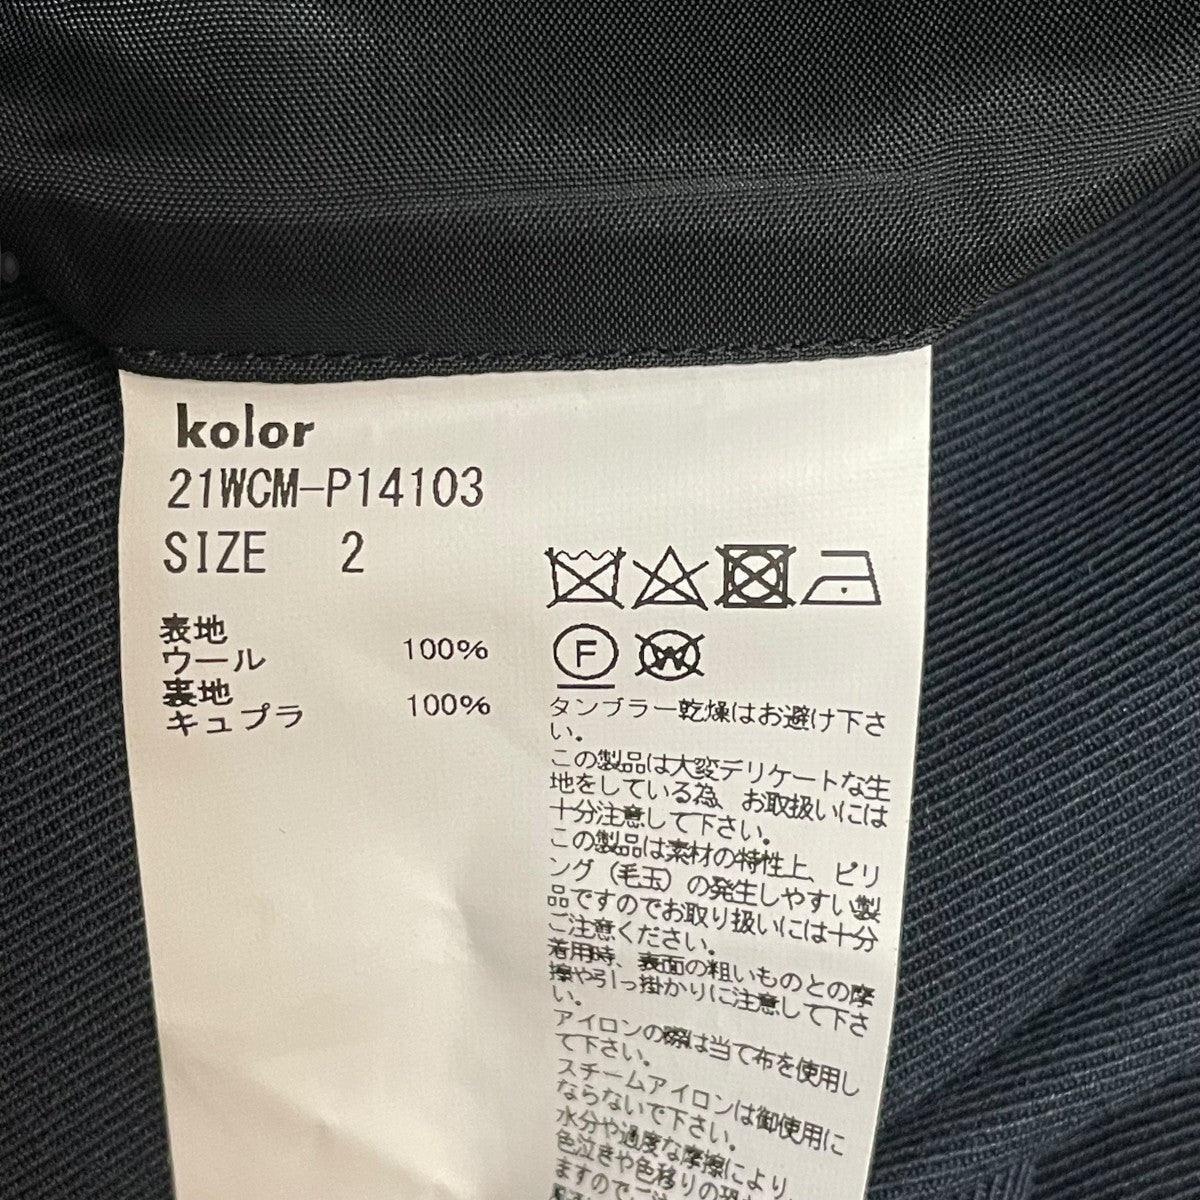 kolor
21WCM-P14103
SIZE 2
表地
ウール 100%
裏地
キュプラ 100%
F
W
タンブラー乾燥はお避け下さ
い。
この製品は大変デリケートな生
地をしている為、お取扱いには
十分注意して下さい。
この製品は素材の特性上、ピリ
ング(毛玉)の発生しやすい製
品ですのでお取り扱いには十分
ご注意ください。
着用時、表面の粗いものとの摩
擦や引っ掛かりに注意して下さ
い。
アイロンの際は当て布を使用し
て下さい。
スチームアイロンは御使用に
ならないで下さい。
水分や過度な摩擦により、
色泣きや色移りの恐
ますのでご注